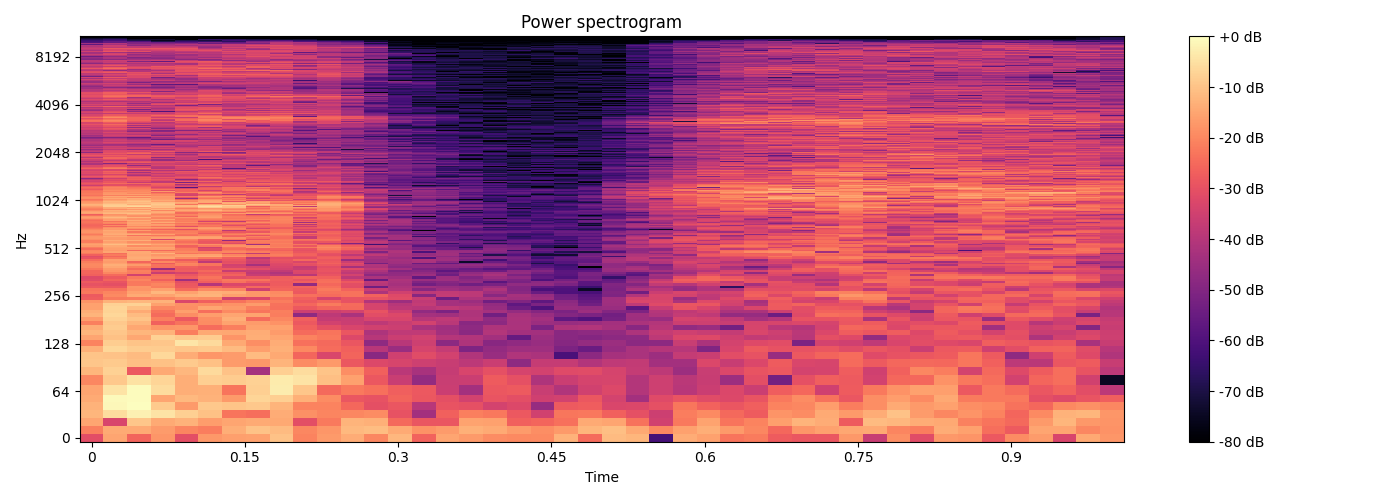 Power spectrogram
Hz
8192
4096
2048
1024
512
256
128
64
0
0
0.15
0.3
0.45
0.6
0.75
0.9
Time
+0 dB
-10 dB
-20 dB
-30 dB
-40 dB
-50 dB
-60 dB
-70 dB
-80 dB